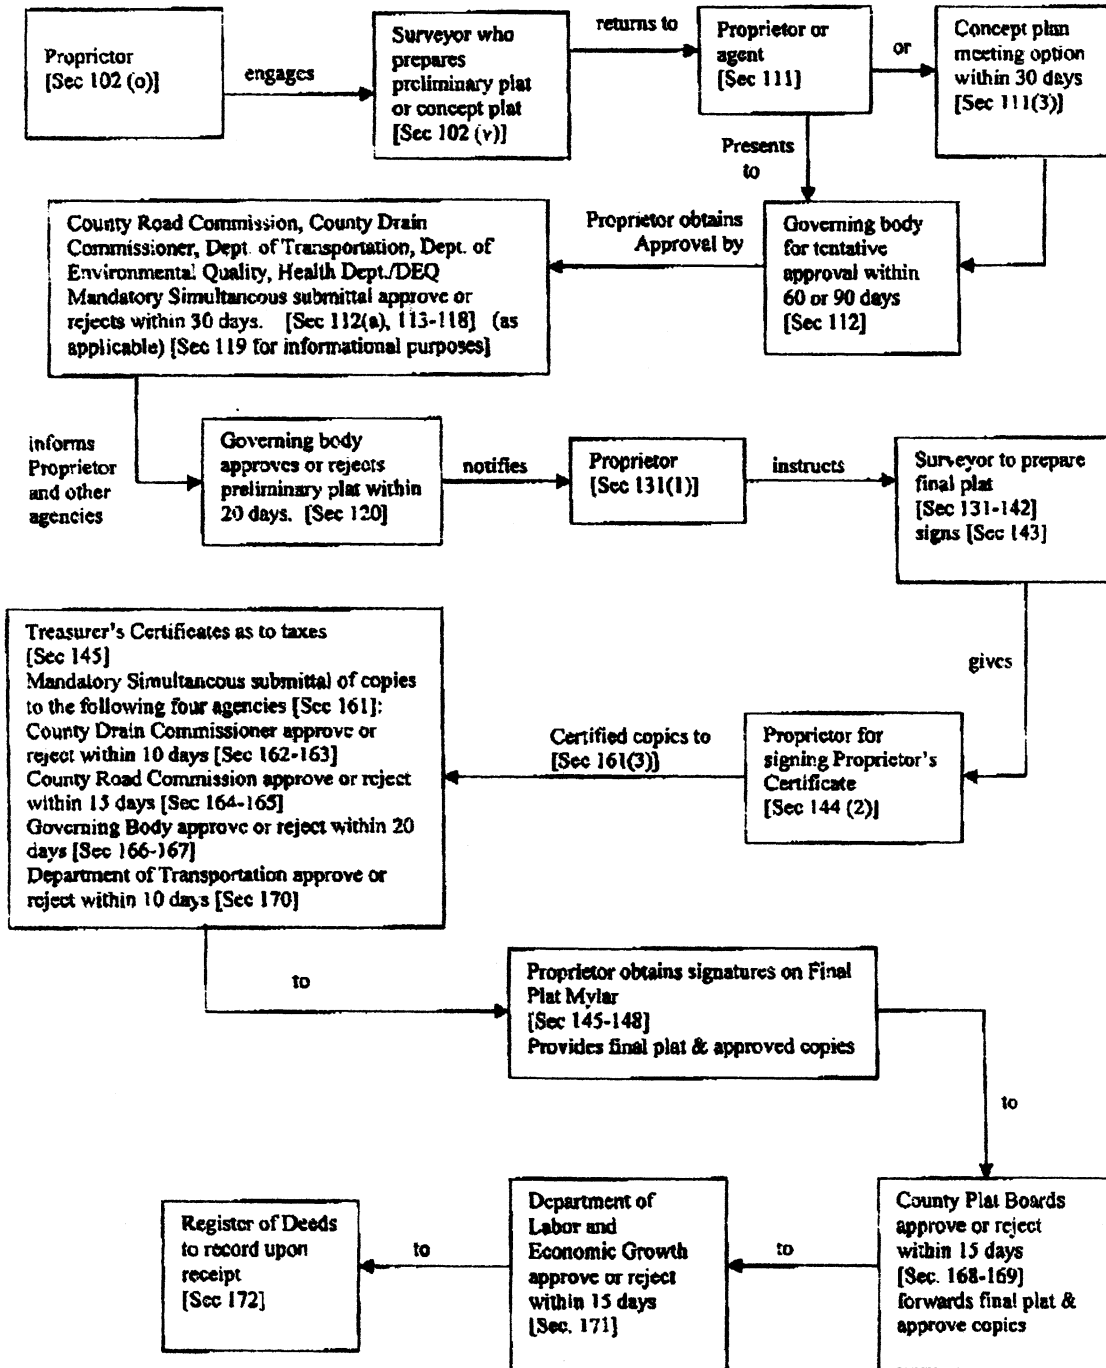 Proprietor
[Sec 102 (o)]
engages
Surveyor who
prepares
preliminary plat
or concept plat
[Sec 102 (v)]
returns to
Proprietor or
agent
[Sec 111]
or
Concept plan
meeting option
within 30 days
[Sec 111(3)]
Presents
to
Governing body
for tentative
approval within
60 or 90 days
[Sec 112]
Proprietor obtains
Approval by
County Road Commission, County Drain
Commissioner, Dept. of Transportation, Dept. of
Environmental Quality, Health Dept./DEQ
Mandatory Simultaneous submittal approve or
rejects within 30 days. [Sec 112(a), 113-118] (as
applicable) [Sec 119 for informational purposes]
informs
Proprietor
and other
agencies
Governing body
approves or rejects
preliminary plat within
20 days. [Sec 120]
notifies
Proprietor
[Sec 131(1)]
instructs
Surveyor to prepare
final plat
[Sec 131-142]
signs [Sec 143]
gives
Proprietor for
signing Proprietor's
Certificate
[Sec 144 (2)]
Certified copies to
[Sec 161(3)]
Treasurer's Certificates as to taxes
[Sec 145]
Mandatory Simultaneous submittal of copies
to the following four agencies [Sec 161]:
County Drain Commissioner approve or
reject within 10 days [Sec 162-163]
County Road Commission approve or reject
within 15 days [Sec 164-165]
Governing Body approve or reject within 20
days [Sec 166-167]
Department of Transportation approve or
reject within 10 days [Sec 170]
to
Proprietor obtains signatures on Final
Plat Mylar
[Sec 145-148]
Provides final plat & approved copies
to
County Plat Boards
approve or reject
within 15 days
[Sec. 168-169]
forwards final plat &
approve copies
to
Department of
Labor and
Economic Growth
approve or reject
within 15 days
[Sec. 171]
to
Register of Deeds
to record upon
receipt
[Sec 172]